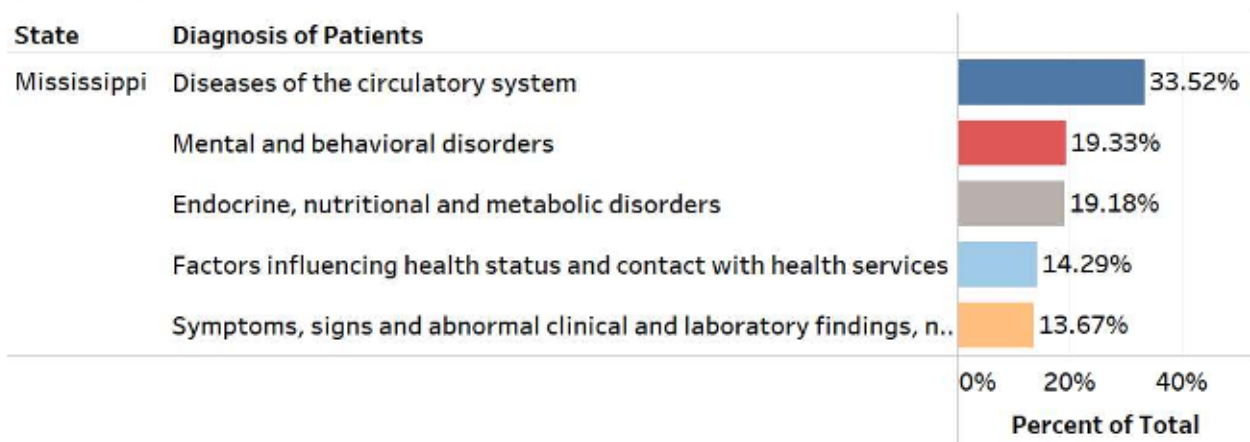 State Diagnosis of Patients
Mississippi Diseases of the circulatory system 33.52%
Mental and behavioral disorders 19.33%
Endocrine, nutritional and metabolic disorders 19.18%
Factors influencing health status and contact with health services 14.29%
Symptoms, signs and abnormal clinical and laboratory findings, n.. 13.67%
0% 20% 40%
Percent of Total